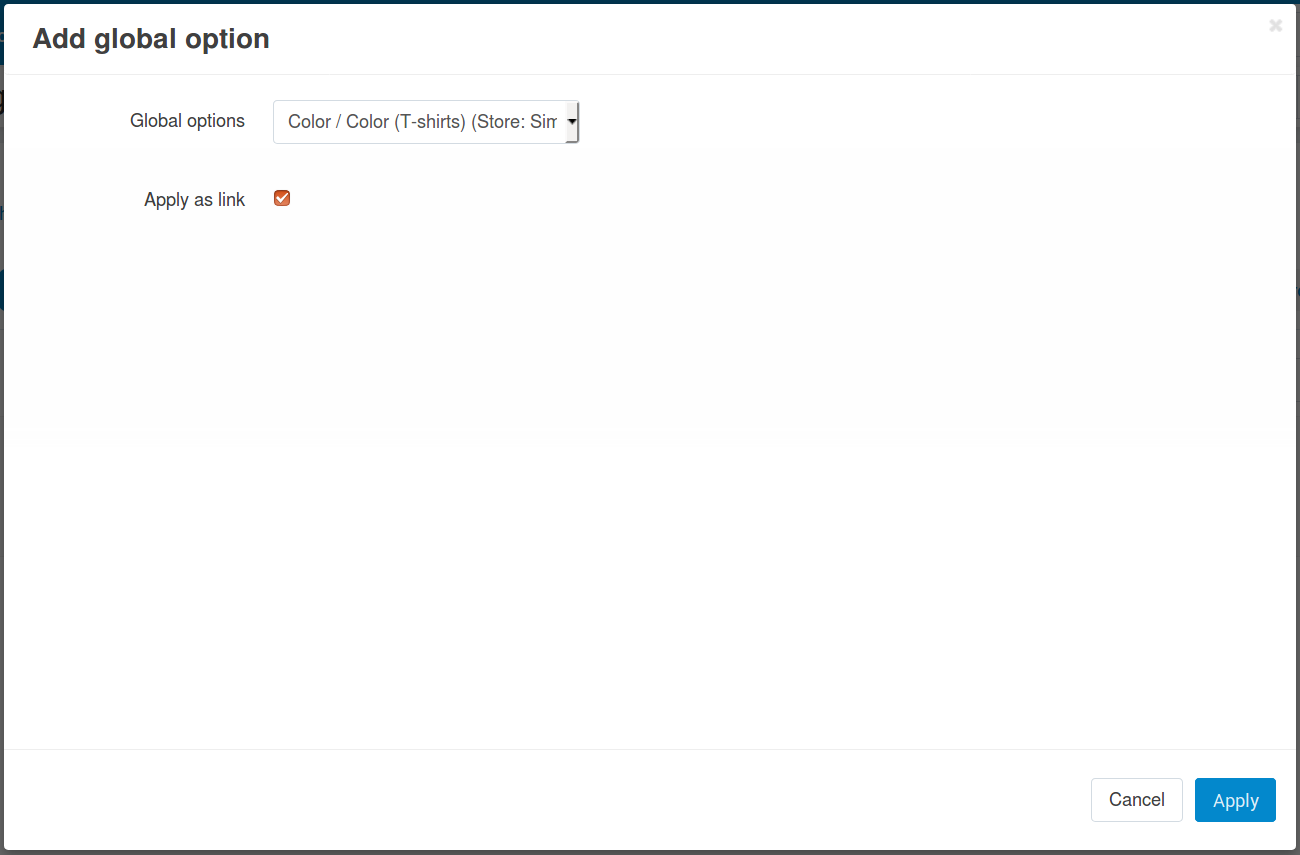 Add global option
Global options
Color / Color (T-shirts) (Store: Sim
Apply as link
Cancel
Apply